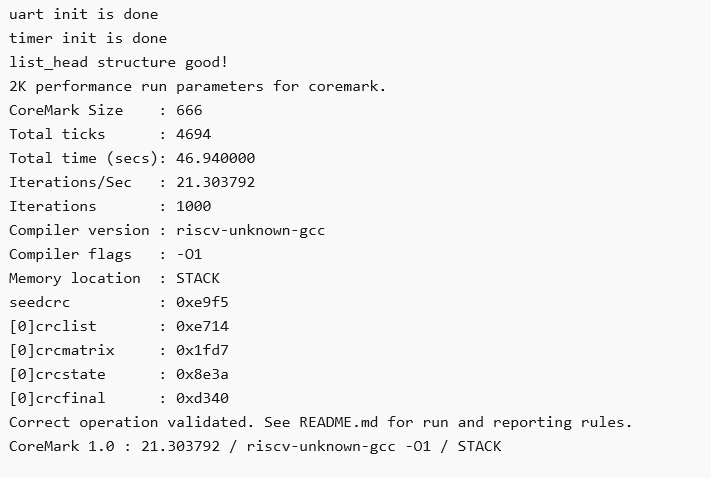 uart init is done
timer init is done
list_head structure good!
2K performance run parameters for coremark.
CoreMark Size    : 666
Total ticks      : 4694
Total time (secs): 46.940000
Iterations/Sec   : 21.303792
Iterations       : 1000
Compiler version : riscv-unknown-gcc
Compiler flags   : -O1
Memory location  : STACK
seedcrc          : 0xe9f5
[0]crclist       : 0xe714
[0]crcmatrix     : 0x1fd7
[0]crcstate      : 0x8e3a
[0]crcfinal      : 0xd340
Correct operation validated. See README.md for run and reporting rules.
CoreMark 1.0 : 21.303792 / riscv-unknown-gcc -O1 / STACK